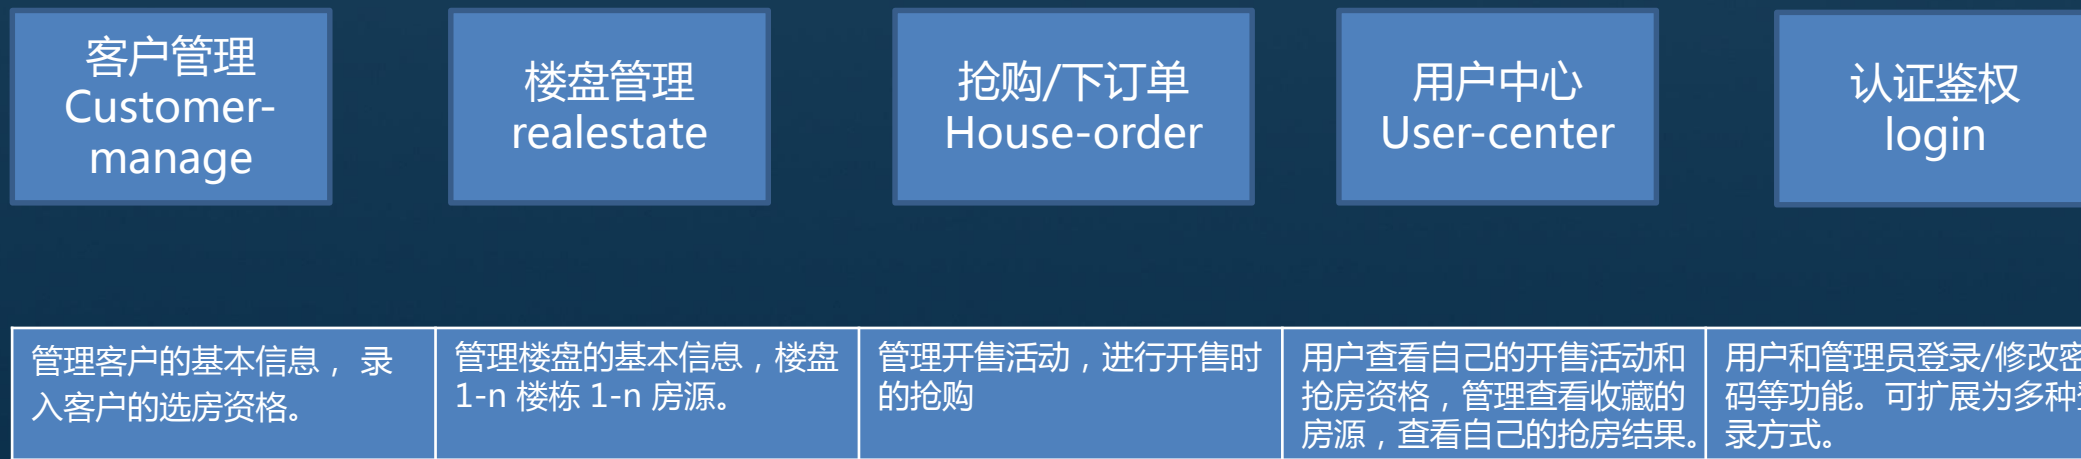 客户管理
Customer-
manage
楼盘管理
realestate
抢购/下订单
House-order
用户中心
User-center
认证鉴权
login
管理客户的基本信息，录
入客户的选房资格。
管理楼盘的基本信息，楼盘
1-n 楼栋 1-n 房源。
管理开售活动，进行开售时
的抢购
用户查看自己的开售活动和
抢房资格，管理查看收藏的
房源，查看自己的抢房结果。
用户和管理员登录/修改密
码等功能。可扩展为多种
录方式。